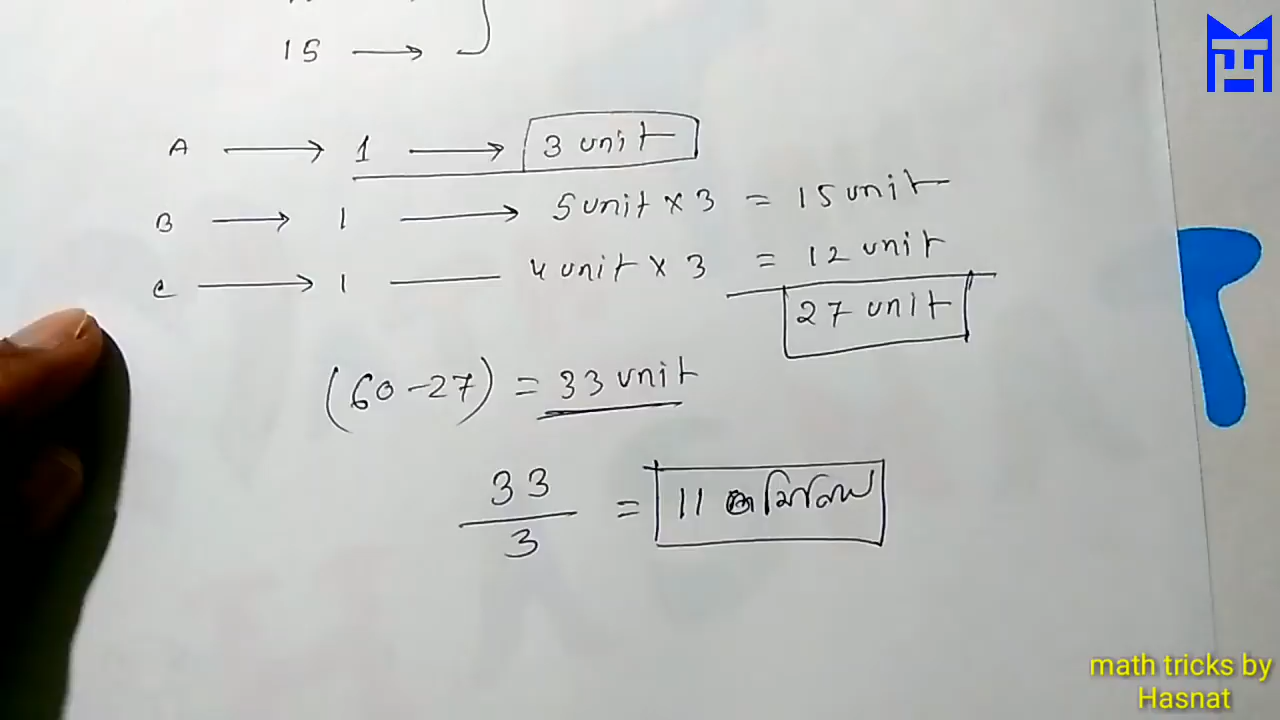 15 →
A → 1 → 3 unit
B → 1 → 5 unit × 3 = 15 unit
C → 1 — 4 unit × 3 = 12 unit
27 unit
(60-27) = 33 unit
33
3
= 11
math tricks by
Hasnat